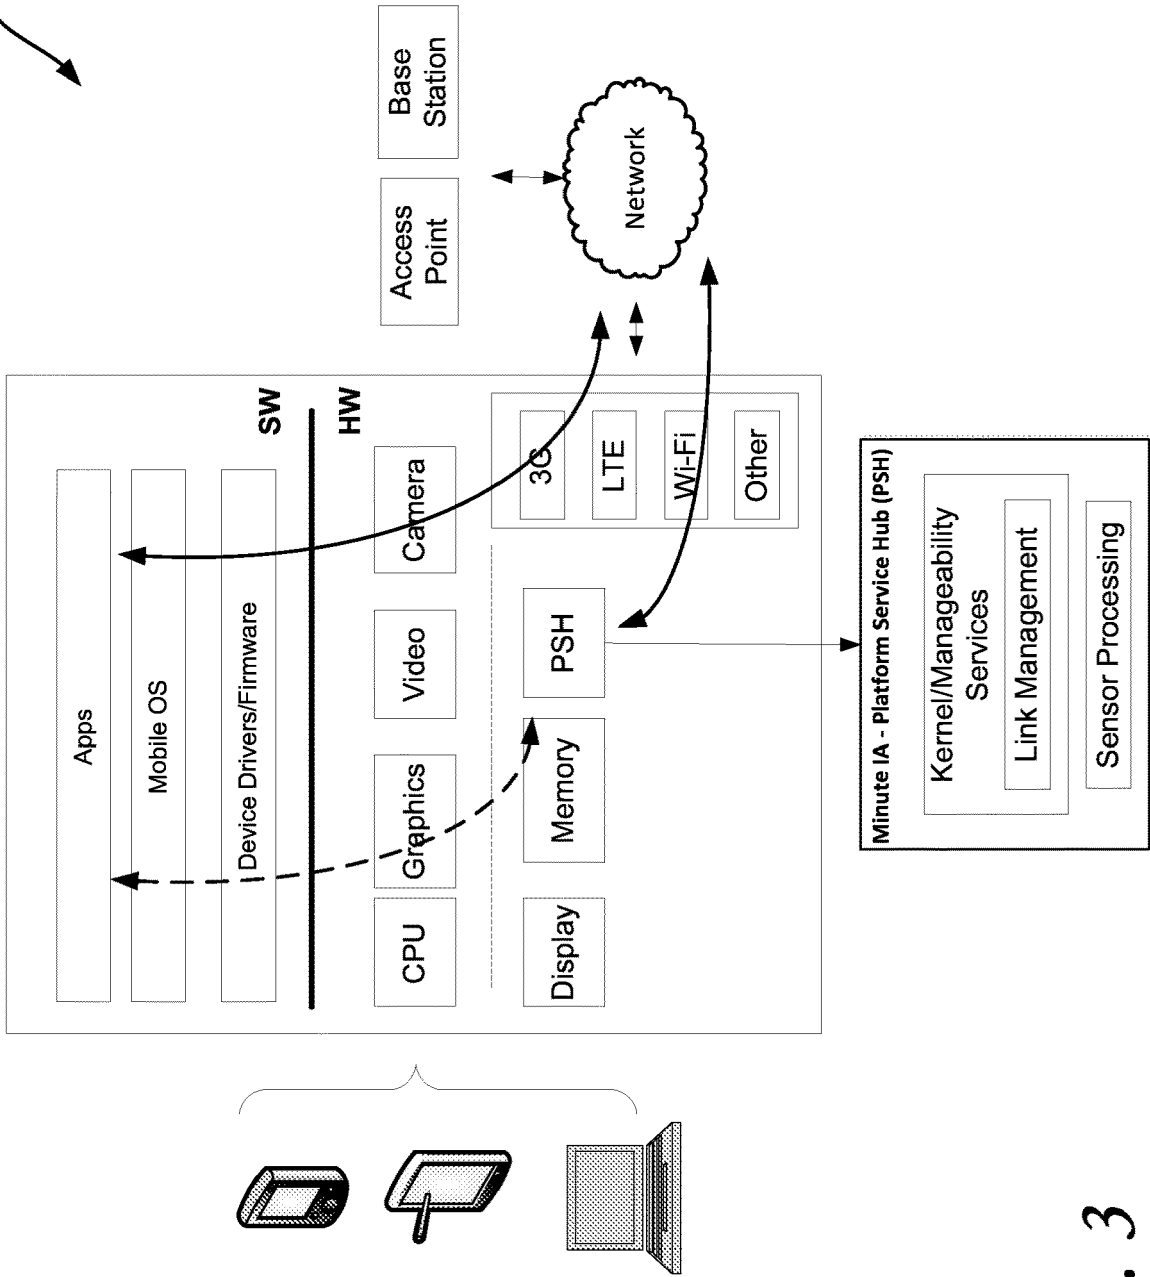 Apps
Mobile OS
Device Drivers/Firmware
SW
HW
CPU
Graphics
Video
Camera
Display
Memory
PSH
3G
LTE
Wi-Fi
Other
Access
Point
Base
Station
Network
Minute IA - Platform Service Hub (PSH)
Kernel/Manageability
Services
Link Management
Sensor Processing
. 3